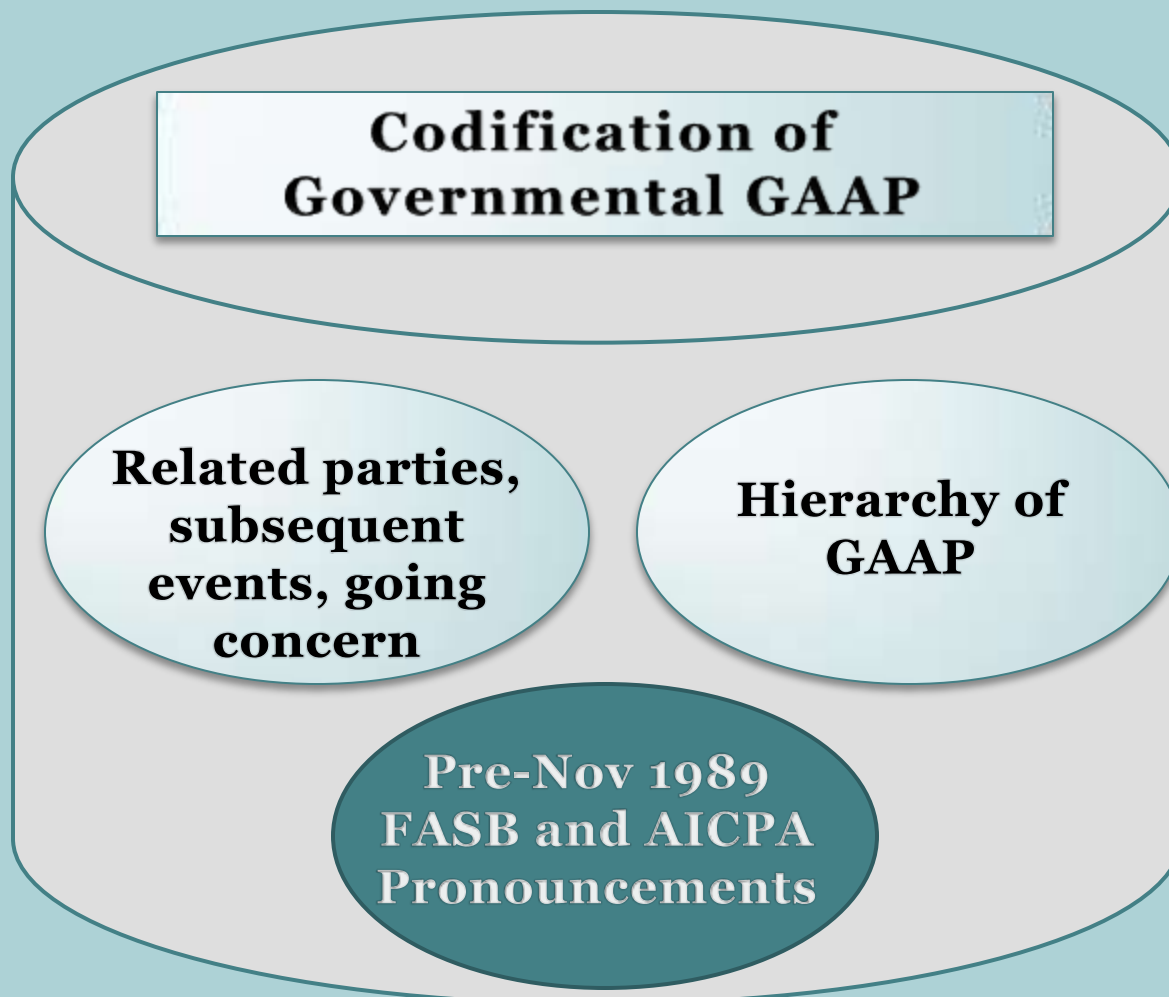 Codification of
Governmental GAAP
Related parties,
subsequent
events, going
concern
Hierarchy of
GAAP
Pre-Nov 1989
FASB and AICPA
Pronouncements